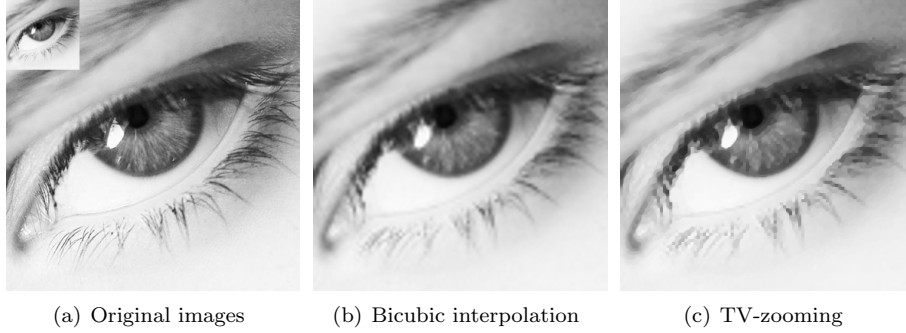 (a) Original images
(b) Bicubic interpolation
(c) TV-zooming